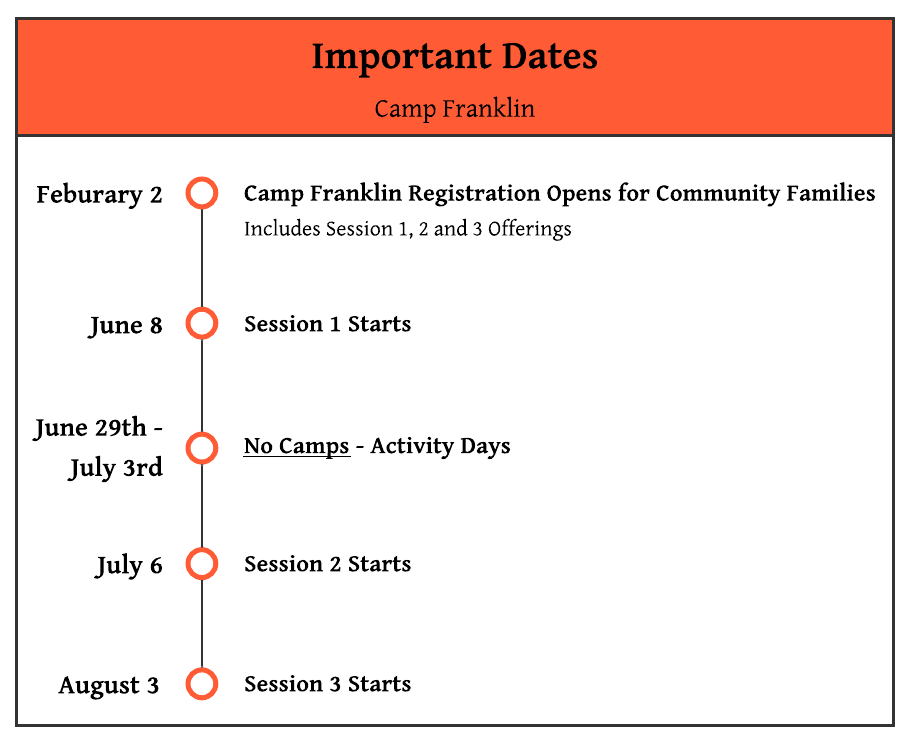 Important Dates
Camp Franklin
Feburary 2
Camp Franklin Registration Opens for Community Families
Includes Session 1, 2 and 3 Offerings
June 8
Session 1 Starts
June 29th -
July 3rd
No Camps - Activity Days
July 6
Session 2 Starts
August 3
Session 3 Starts